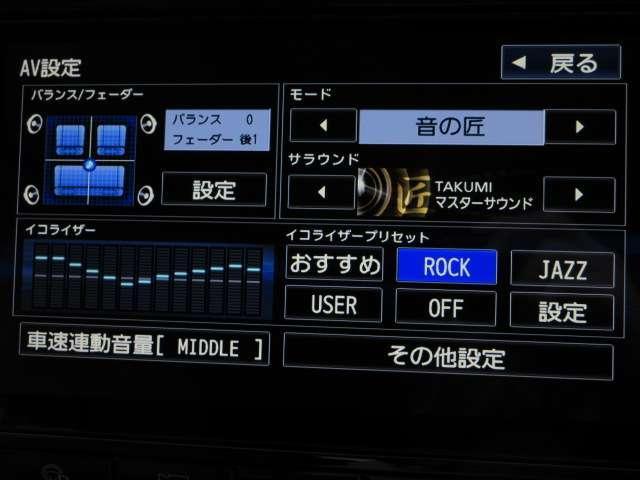 AV設定
◀ 戻る
バランス/フェーダー
バランス 0
フェーダー 後1
設定
モード
音の匠
サラウンド
匠 TAKUMI
マスターサウンド
イコライザー
イコライザープリセット
おすすめ ROCK JAZZ
USER OFF 設定
車速連動音量[ MIDDLE ]
その他設定